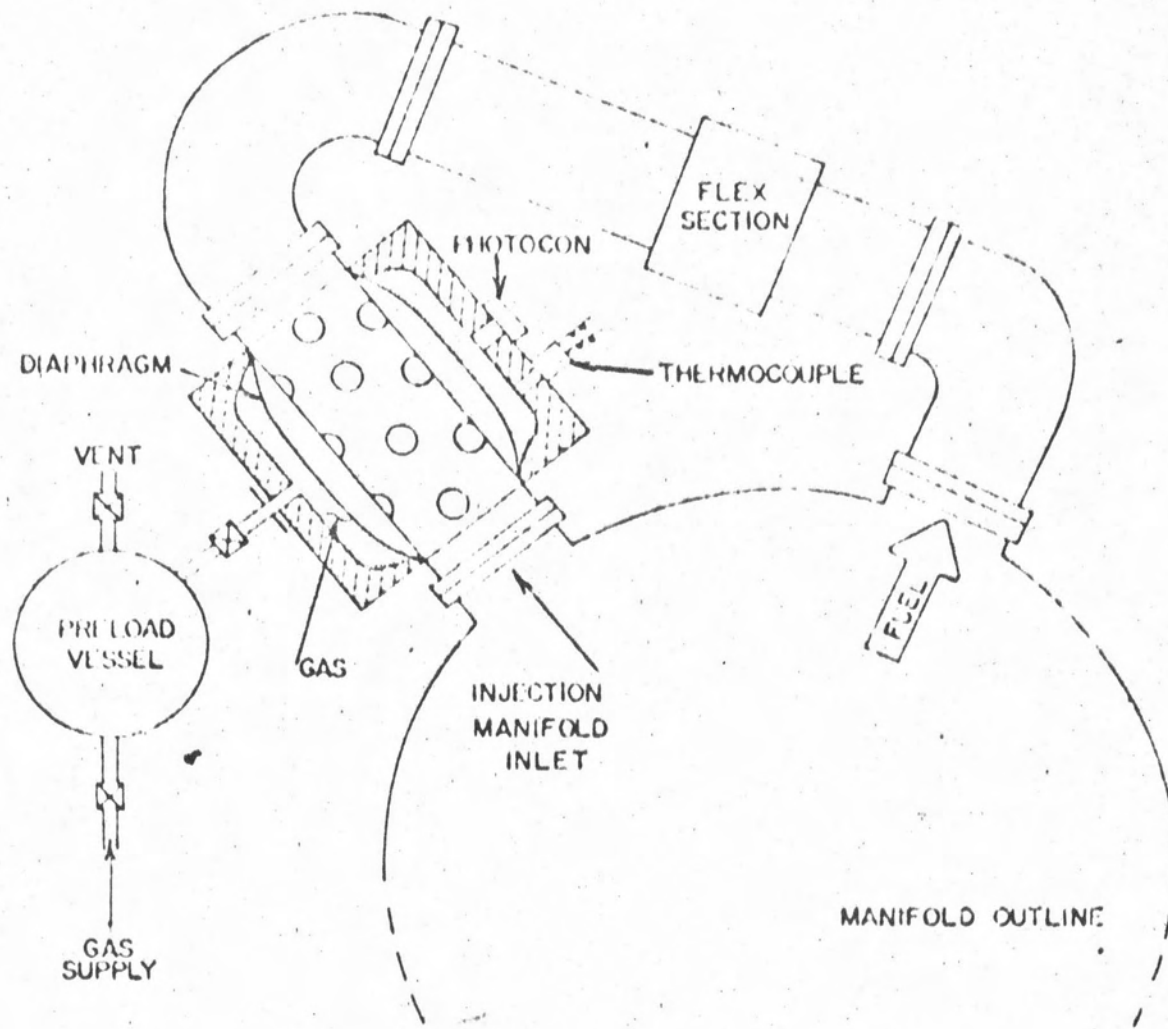 FLEX
SECTION
PHOTOCON
DIAPHRAGM
THERMOCOUPLE
VENT
PRELOAD
VESSEL
GAS
FUEL
INJECTION
MANIFOLD
INLET
MANIFOLD OUTLINE
GAS
SUPPLY